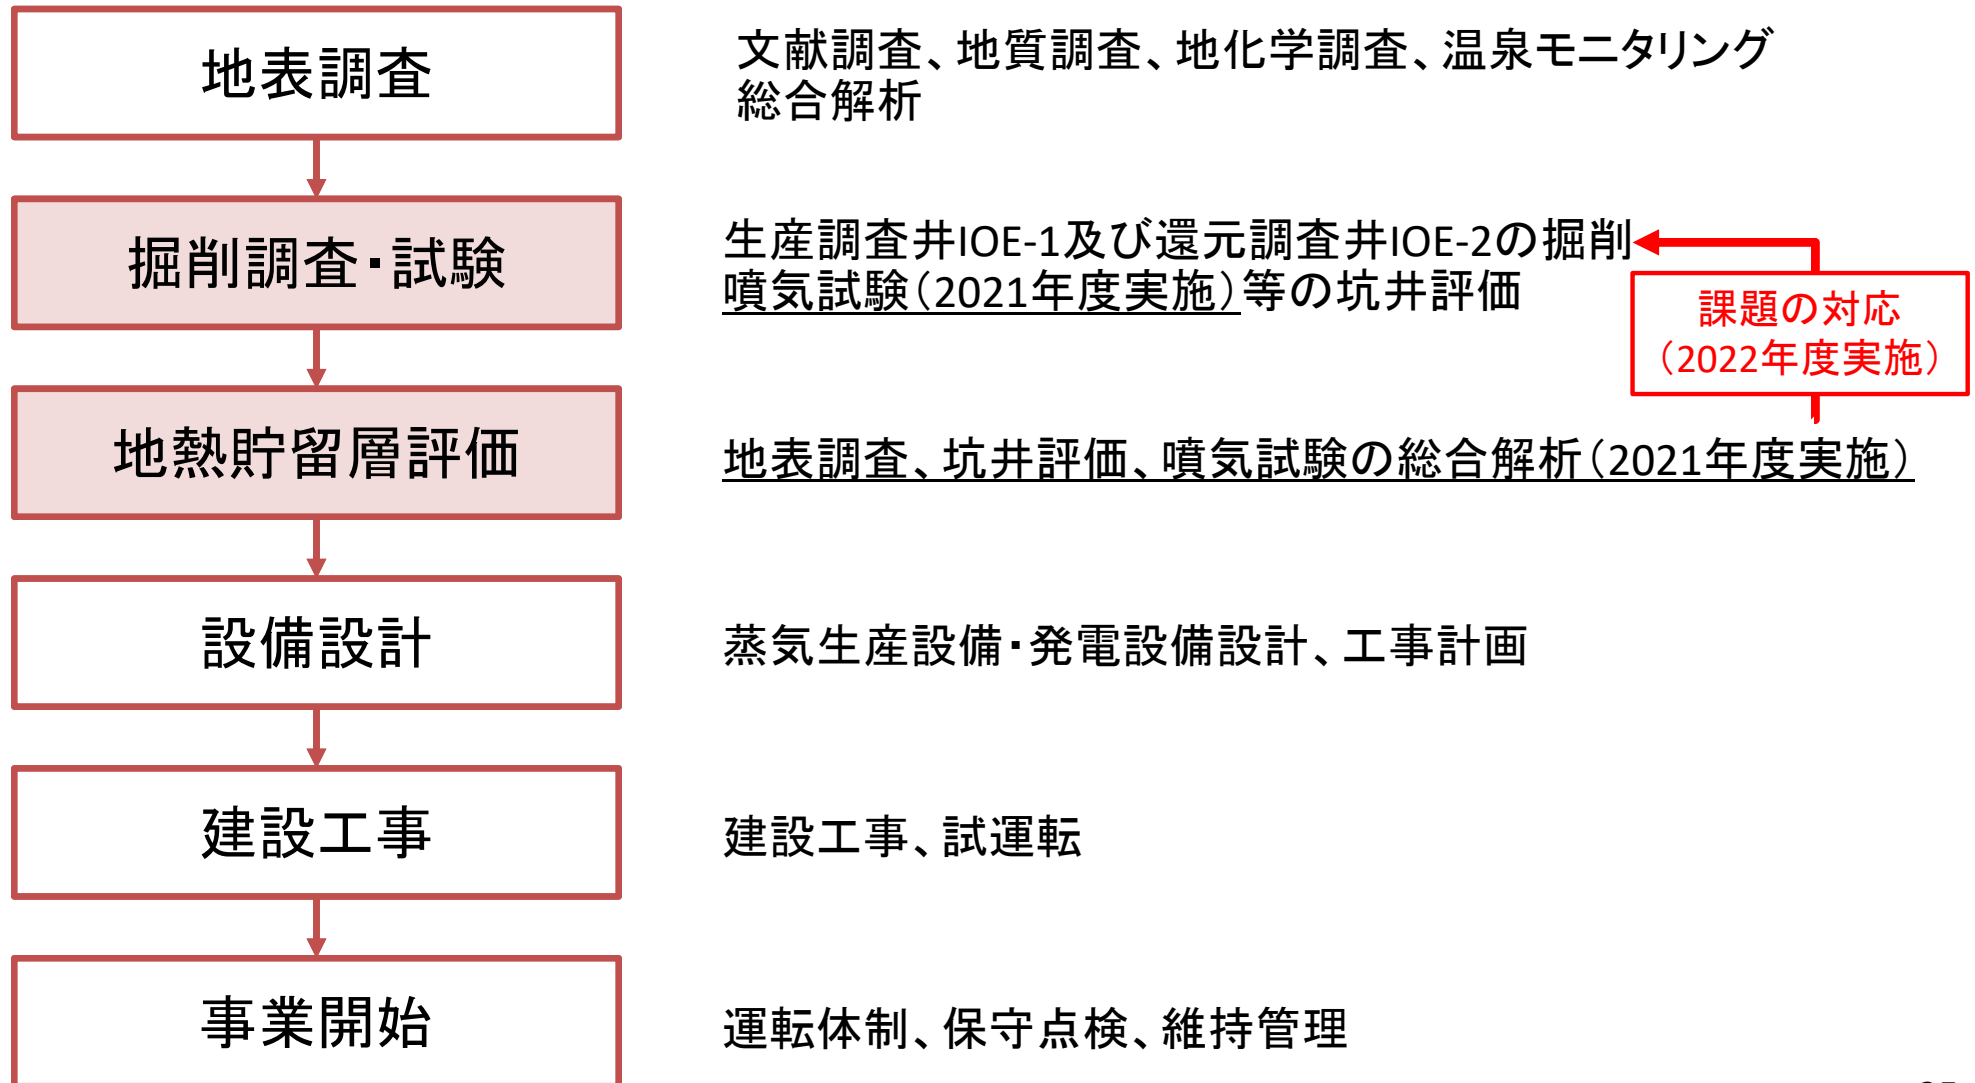 地表調査
文献調査、地質調査、地化学調査、温泉モニタリング
総合解析
掘削調査・試験
生産調査井IOE-1及び還元調査井IOE-2の掘削
噴気試験（2021年度実施）等の坑井評価
課題の対応
（2022年度実施）
地熱貯留層評価
地表調査、坑井評価、噴気試験の総合解析（2021年度実施）
設備設計
蒸気生産設備・発電設備設計、工事計画
建設工事
建設工事、試運転
事業開始
運転体制、保守点検、維持管理